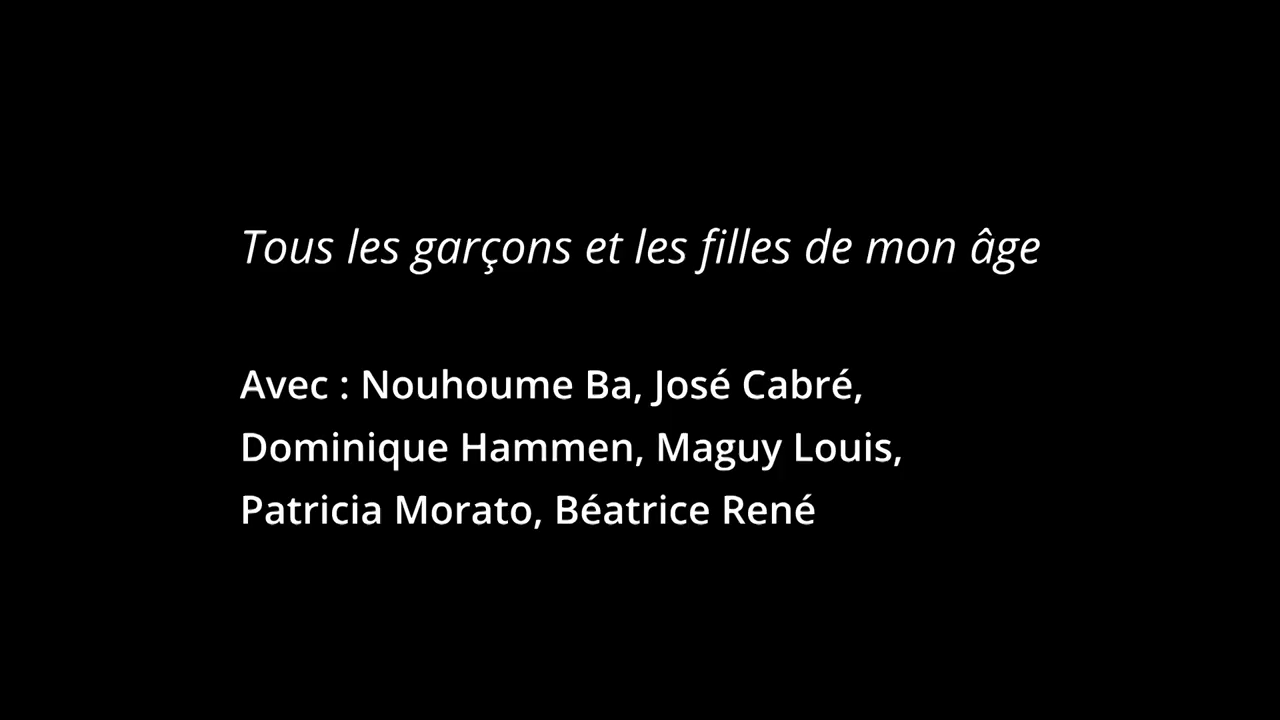 Tous les garçons et les filles de mon âge
Avec : Nouhoume Ba, José Cabré,
Dominique Hammen, Maguy Louis,
Patricia Morato, Béatrice René